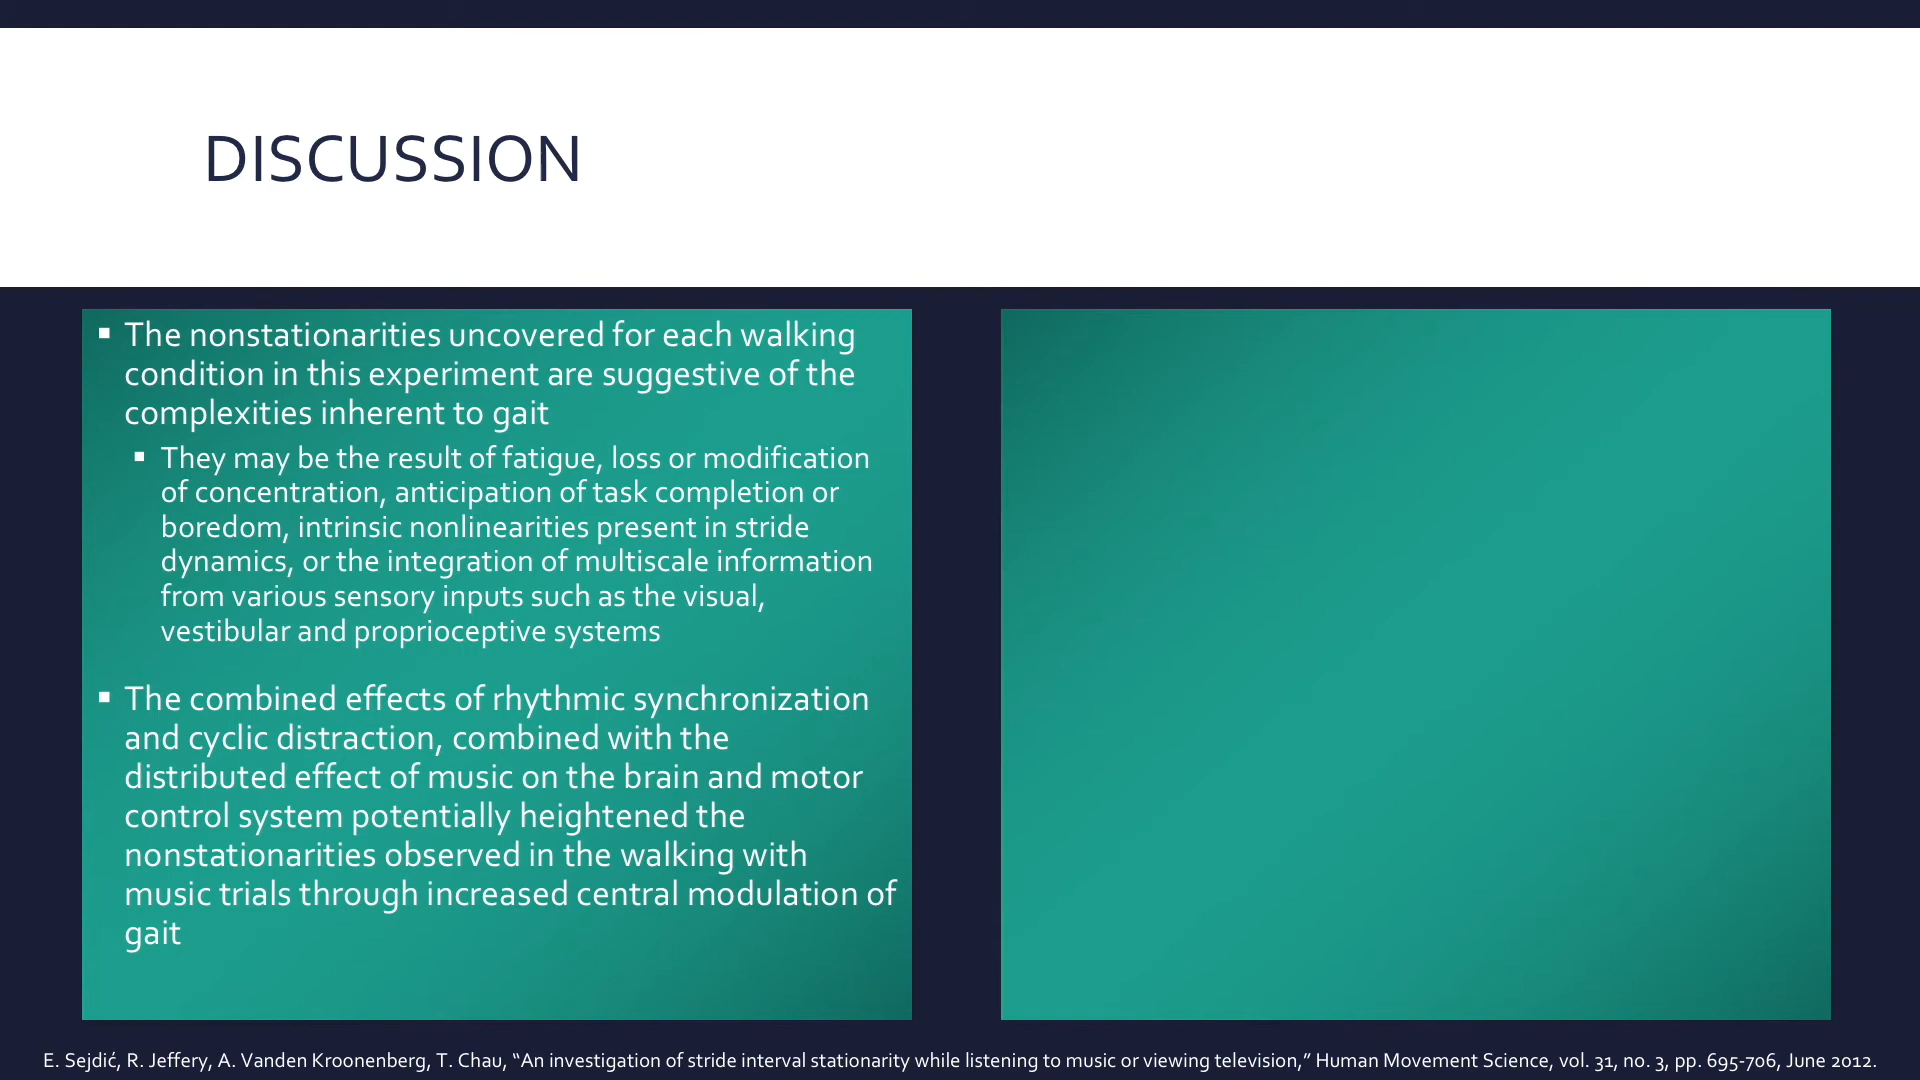 DISCUSSION
▪ The nonstationarities uncovered for each walking
condition in this experiment are suggestive of the
complexities inherent to gait
▪ They may be the result of fatigue, loss or modification
of concentration, anticipation of task completion or
boredom, intrinsic nonlinearities present in stride
dynamics, or the integration of multiscale information
from various sensory inputs such as the visual,
vestibular and proprioceptive systems
▪ The combined effects of rhythmic synchronization
and cyclic distraction, combined with the
distributed effect of music on the brain and motor
control system potentially heightened the
nonstationarities observed in the walking with
music trials through increased central modulation of
gait
E. Sejdić, R. Jeffery, A. Vanden Kroonenberg, T. Chau, “An investigation of stride interval stationarity while listening to music or viewing television,” Human Movement Science, vol. 31, no. 3, pp. 695-706, June 2012.